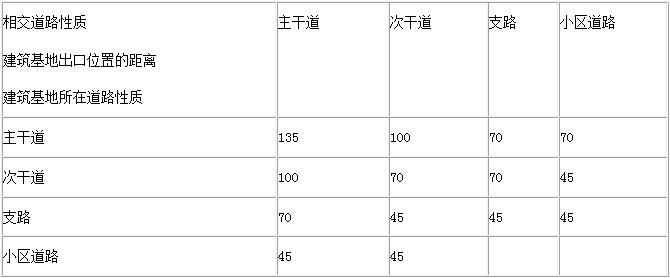 相交道路性质 主干道 次干道 支路 小区道路
建筑基地出口位置的距离
建筑基地所在道路性质
主干道 135 100 70 70
次干道 100 70 70 45
支路 70 45 45 45
小区道路 45 45